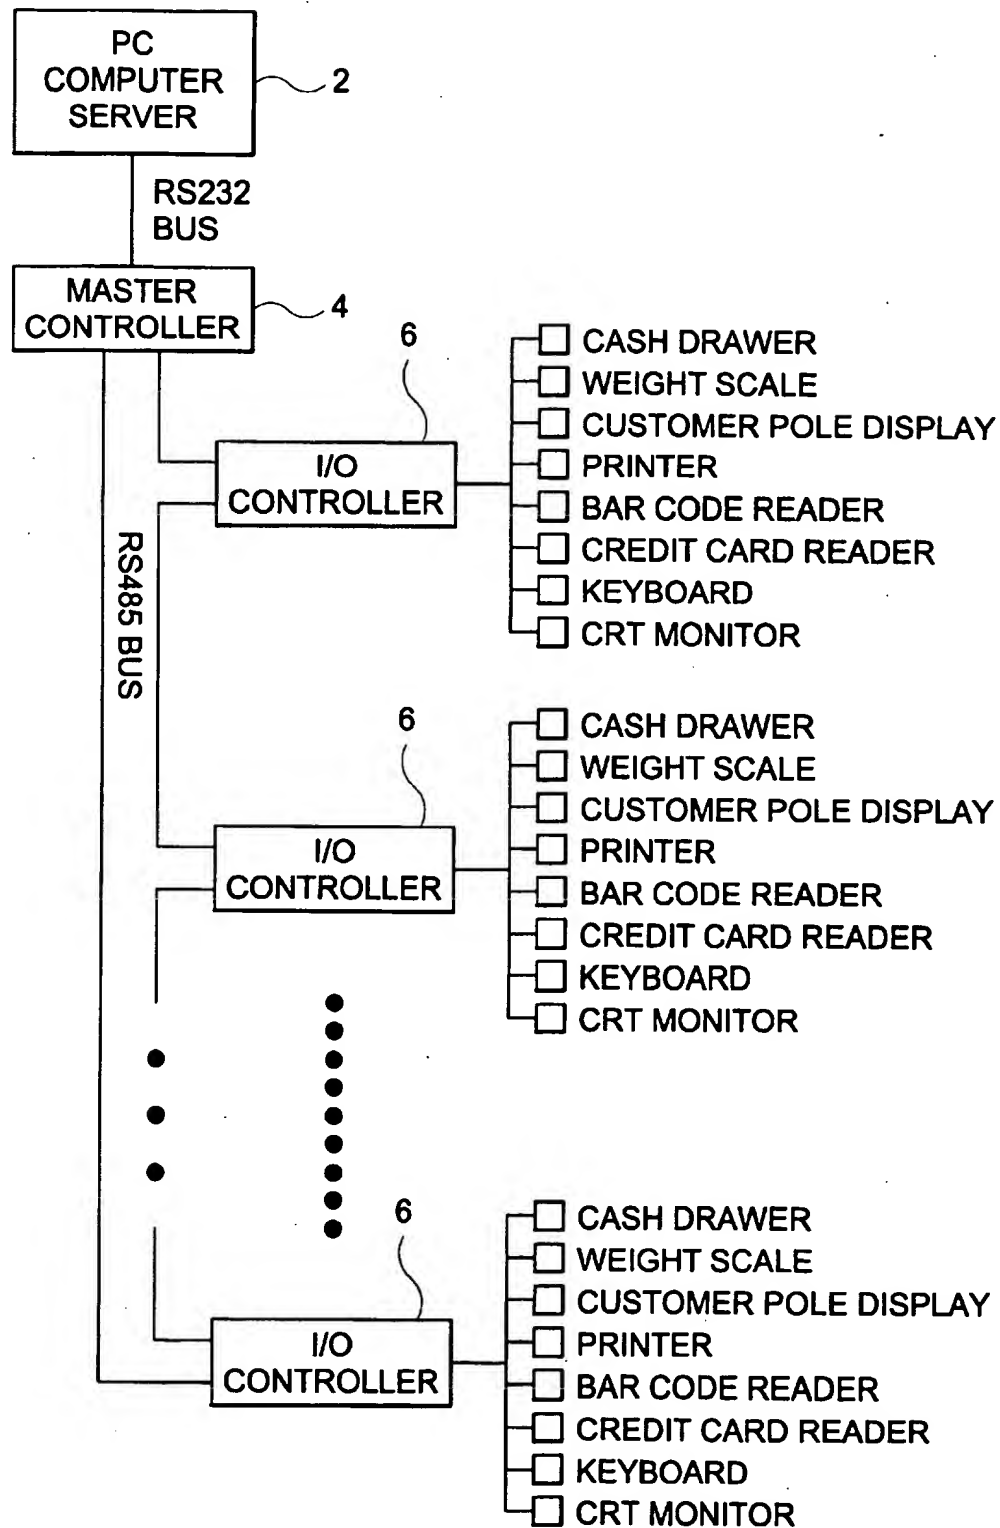 PC
COMPUTER
SERVER
2
RS232
BUS
MASTER
CONTROLLER
4
6
I/O
CONTROLLER
CASH DRAWER
WEIGHT SCALE
CUSTOMER POLE DISPLAY
PRINTER
BAR CODE READER
CREDIT CARD READER
KEYBOARD
CRT MONITOR
RS485 BUS
6
I/O
CONTROLLER
CASH DRAWER
WEIGHT SCALE
CUSTOMER POLE DISPLAY
PRINTER
BAR CODE READER
CREDIT CARD READER
KEYBOARD
CRT MONITOR
6
I/O
CONTROLLER
CASH DRAWER
WEIGHT SCALE
CUSTOMER POLE DISPLAY
PRINTER
BAR CODE READER
CREDIT CARD READER
KEYBOARD
CRT MONITOR